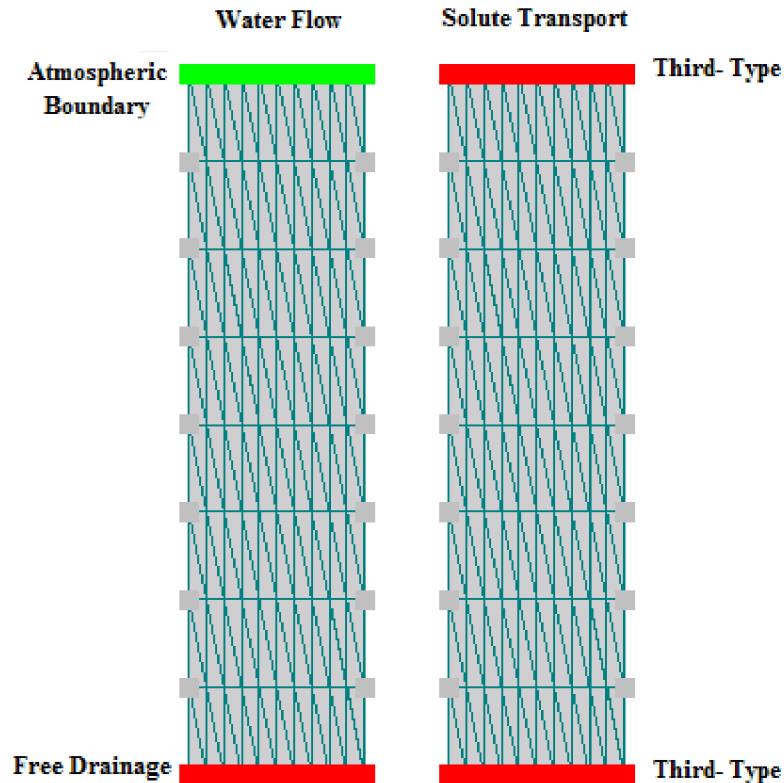 Water Flow
Solute Transport
Atmospheric
Boundary
Third- Type
Free Drainage
Third- Type